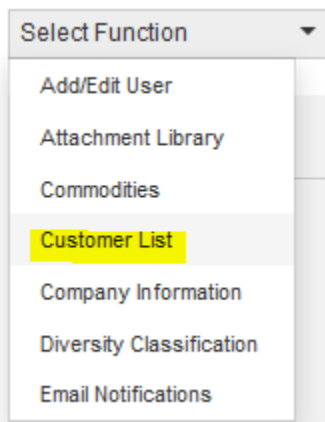 Select Function
Add/Edit User
Attachment Library
Commodities
Customer List
Company Information
Diversity Classification
Email Notifications